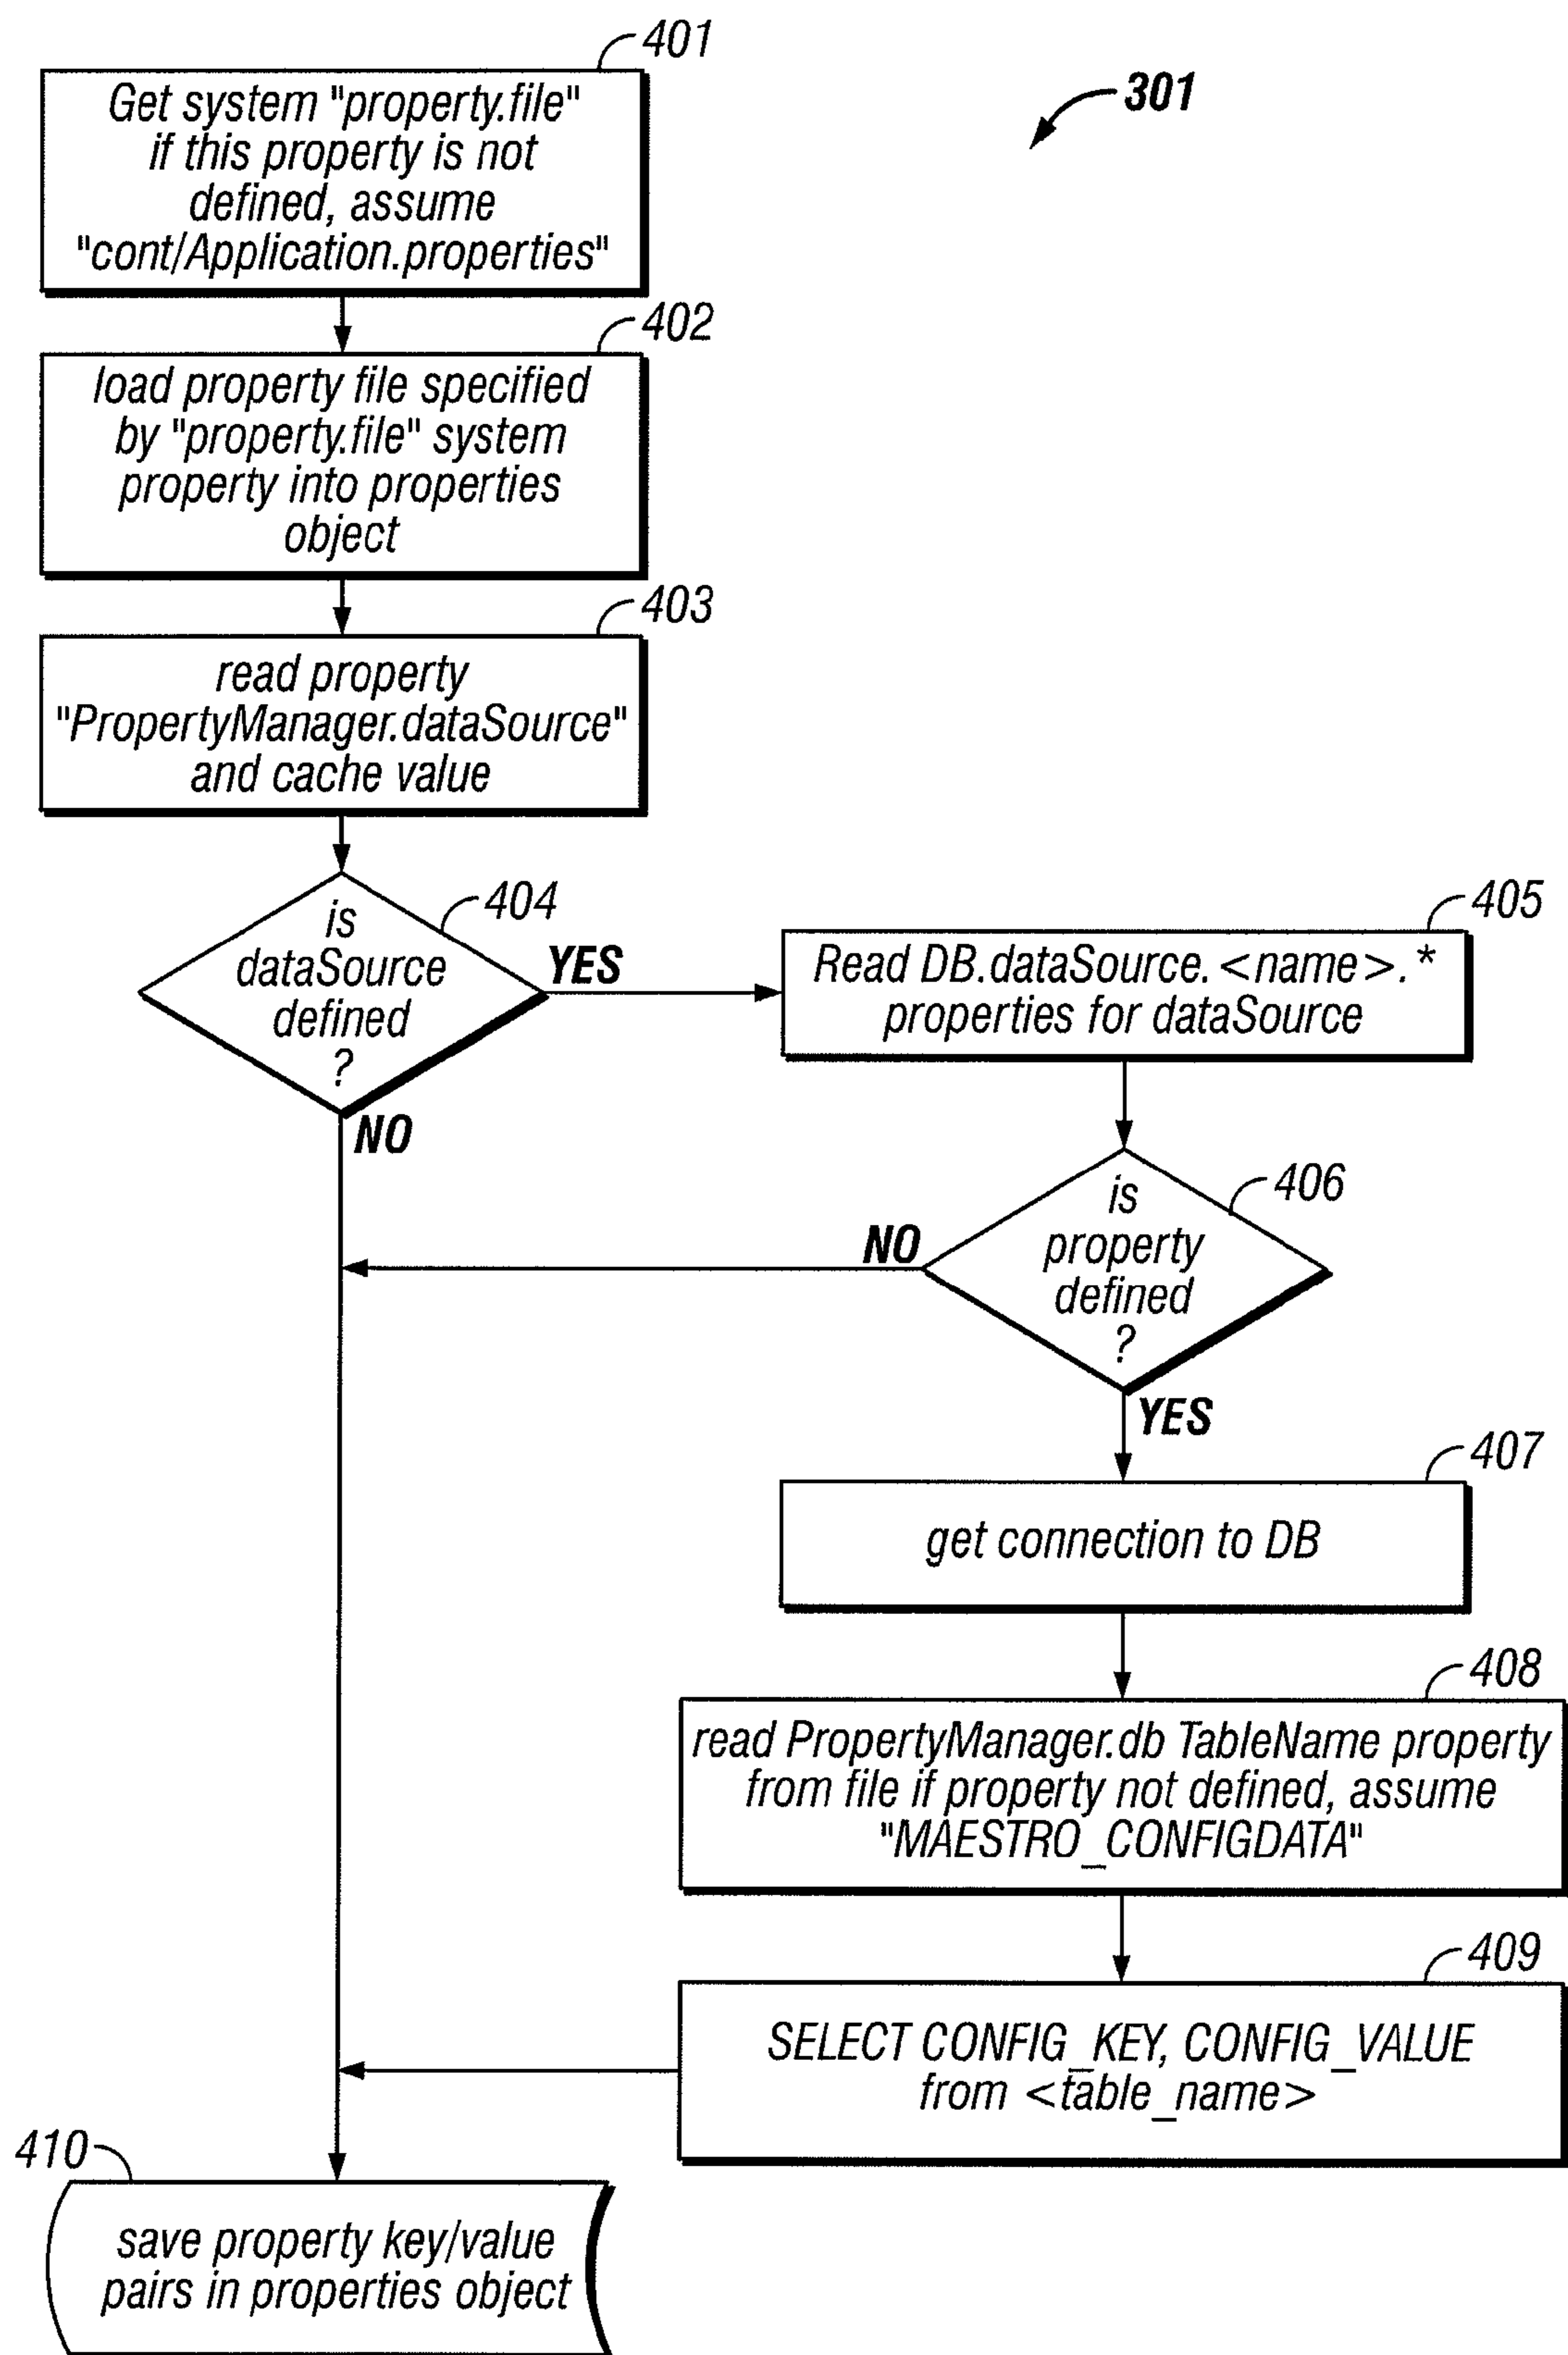 401
301
Get system "property.file"
if this property is not
defined, assume
"cont/Application.properties"
402
load property file specified
by "property.file" system
property into properties
object
403
read property
"PropertyManager.dataSource"
and cache value
404
is
dataSource
defined
?
YES
NO
405
Read DB.dataSource.<name>.*
properties for dataSource
406
is
property
defined
?
NO
YES
407
get connection to DB
408
read PropertyManager.db TableName property
from file if property not defined, assume
"MAESTRO_CONFIGDATA"
409
SELECT CONFIG_KEY, CONFIG_VALUE
from <table_name>
410
save property key/value
pairs in properties object